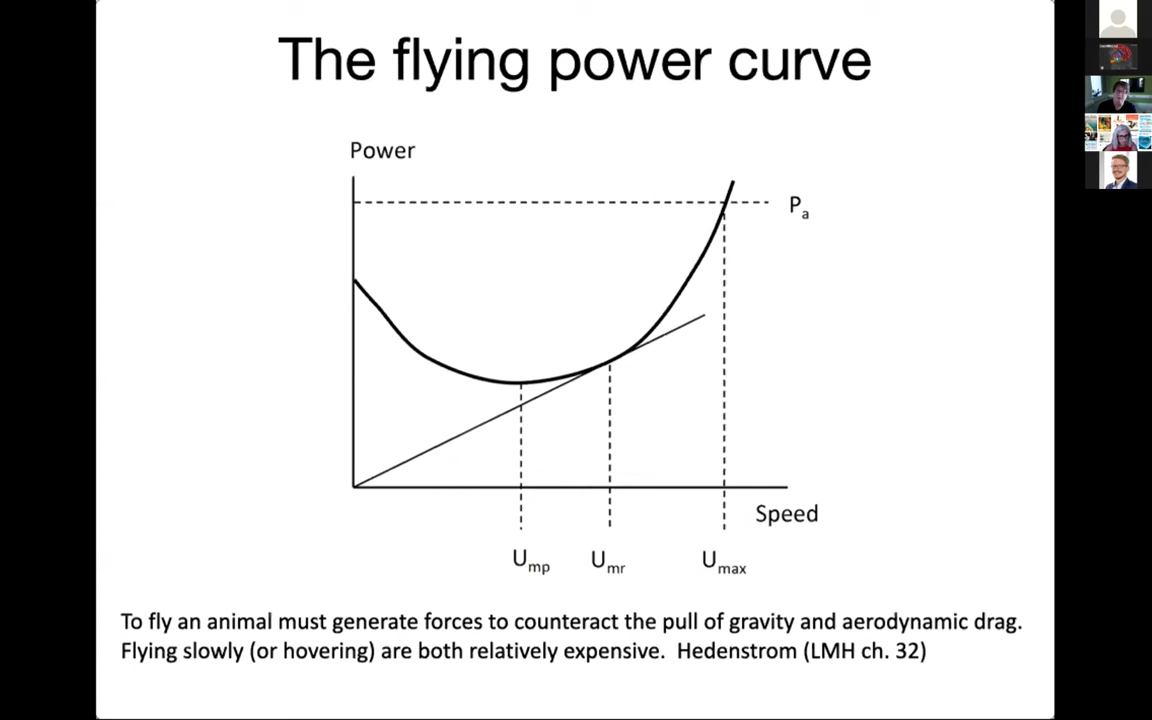 The flying power curve
Power
Pa
Speed
Ump Umr Umax
To fly an animal must generate forces to counteract the pull of gravity and aerodynamic drag.
Flying slowly (or hovering) are both relatively expensive. Hedenstrom (LMH ch. 32)